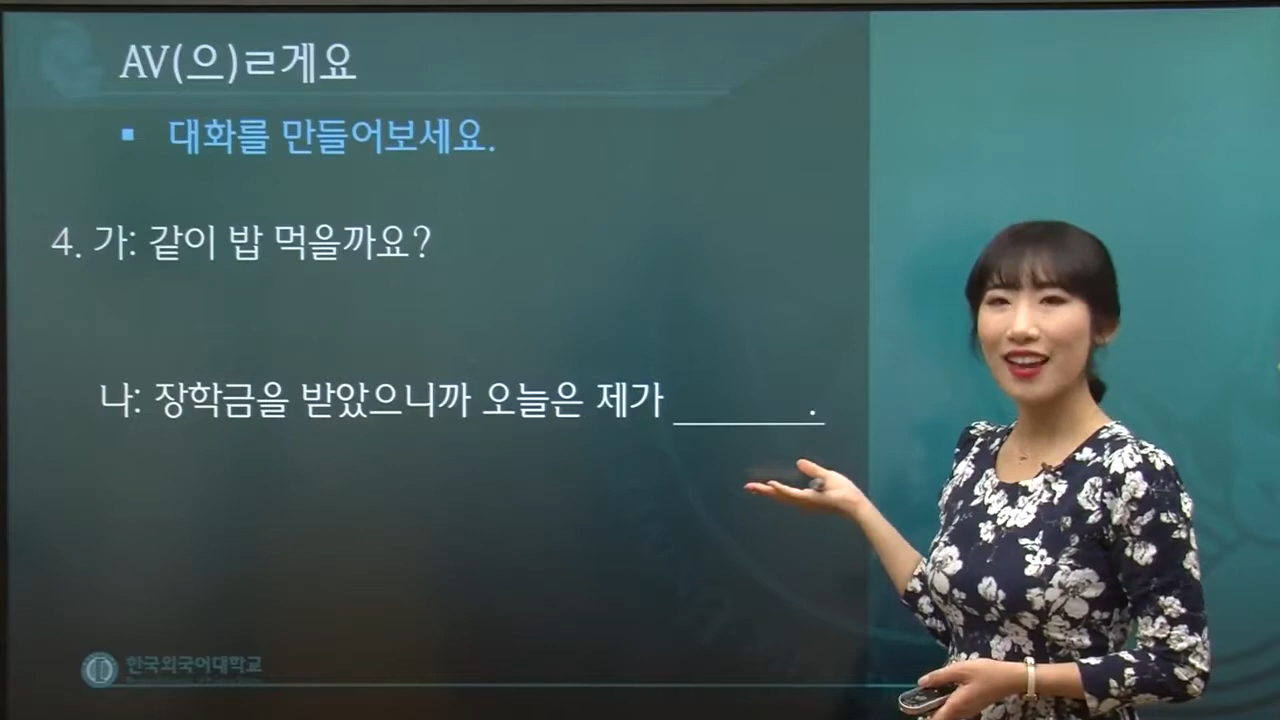 AV(으)ㄹ게요
▪ 대화를 만들어보세요.
4. 가: 같이 밥 먹을까요?
나: 장학금을 받았으니까 오늘은 제가 ________.
한국외국어대학교